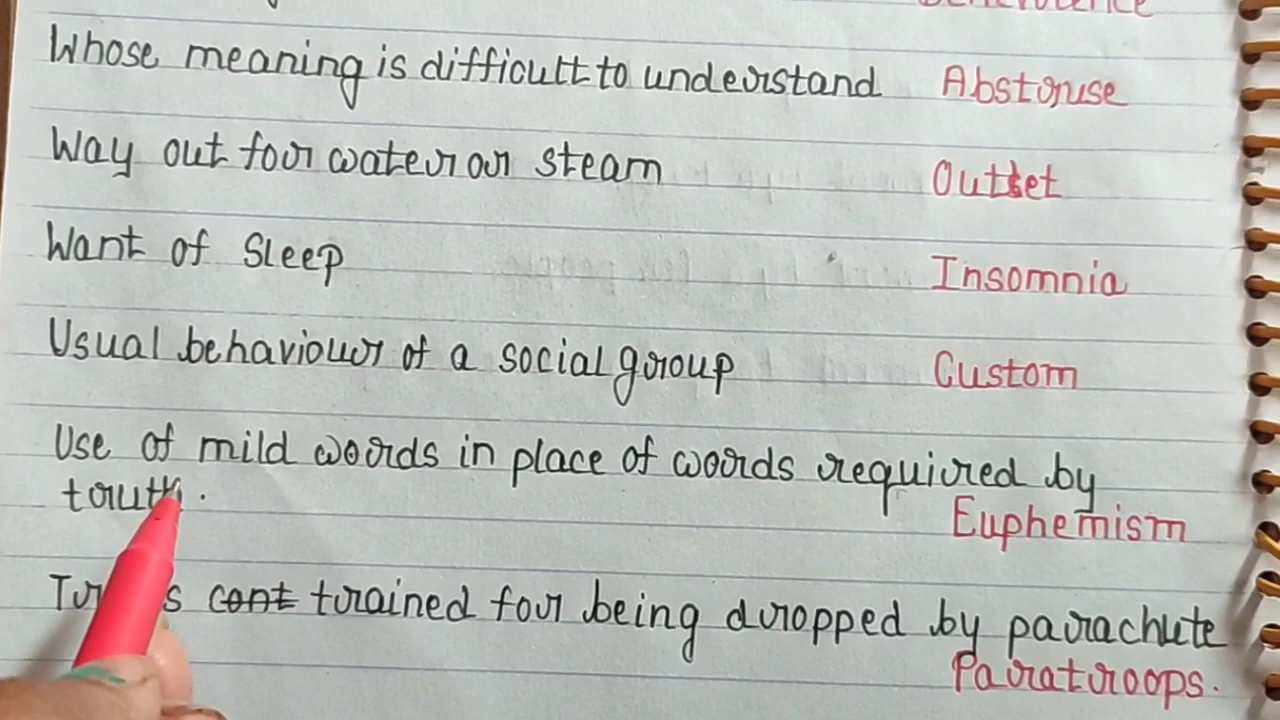 Benevolence
Whose meaning is difficult to understand Abstruse
Way out for water or steam Outlet
Want of Sleep Insomnia
Usual behaviour of a social group Custom
Use of mild words in place of words required by
truth. Euphemism
trained for being dropped by parachute
Paratroops.